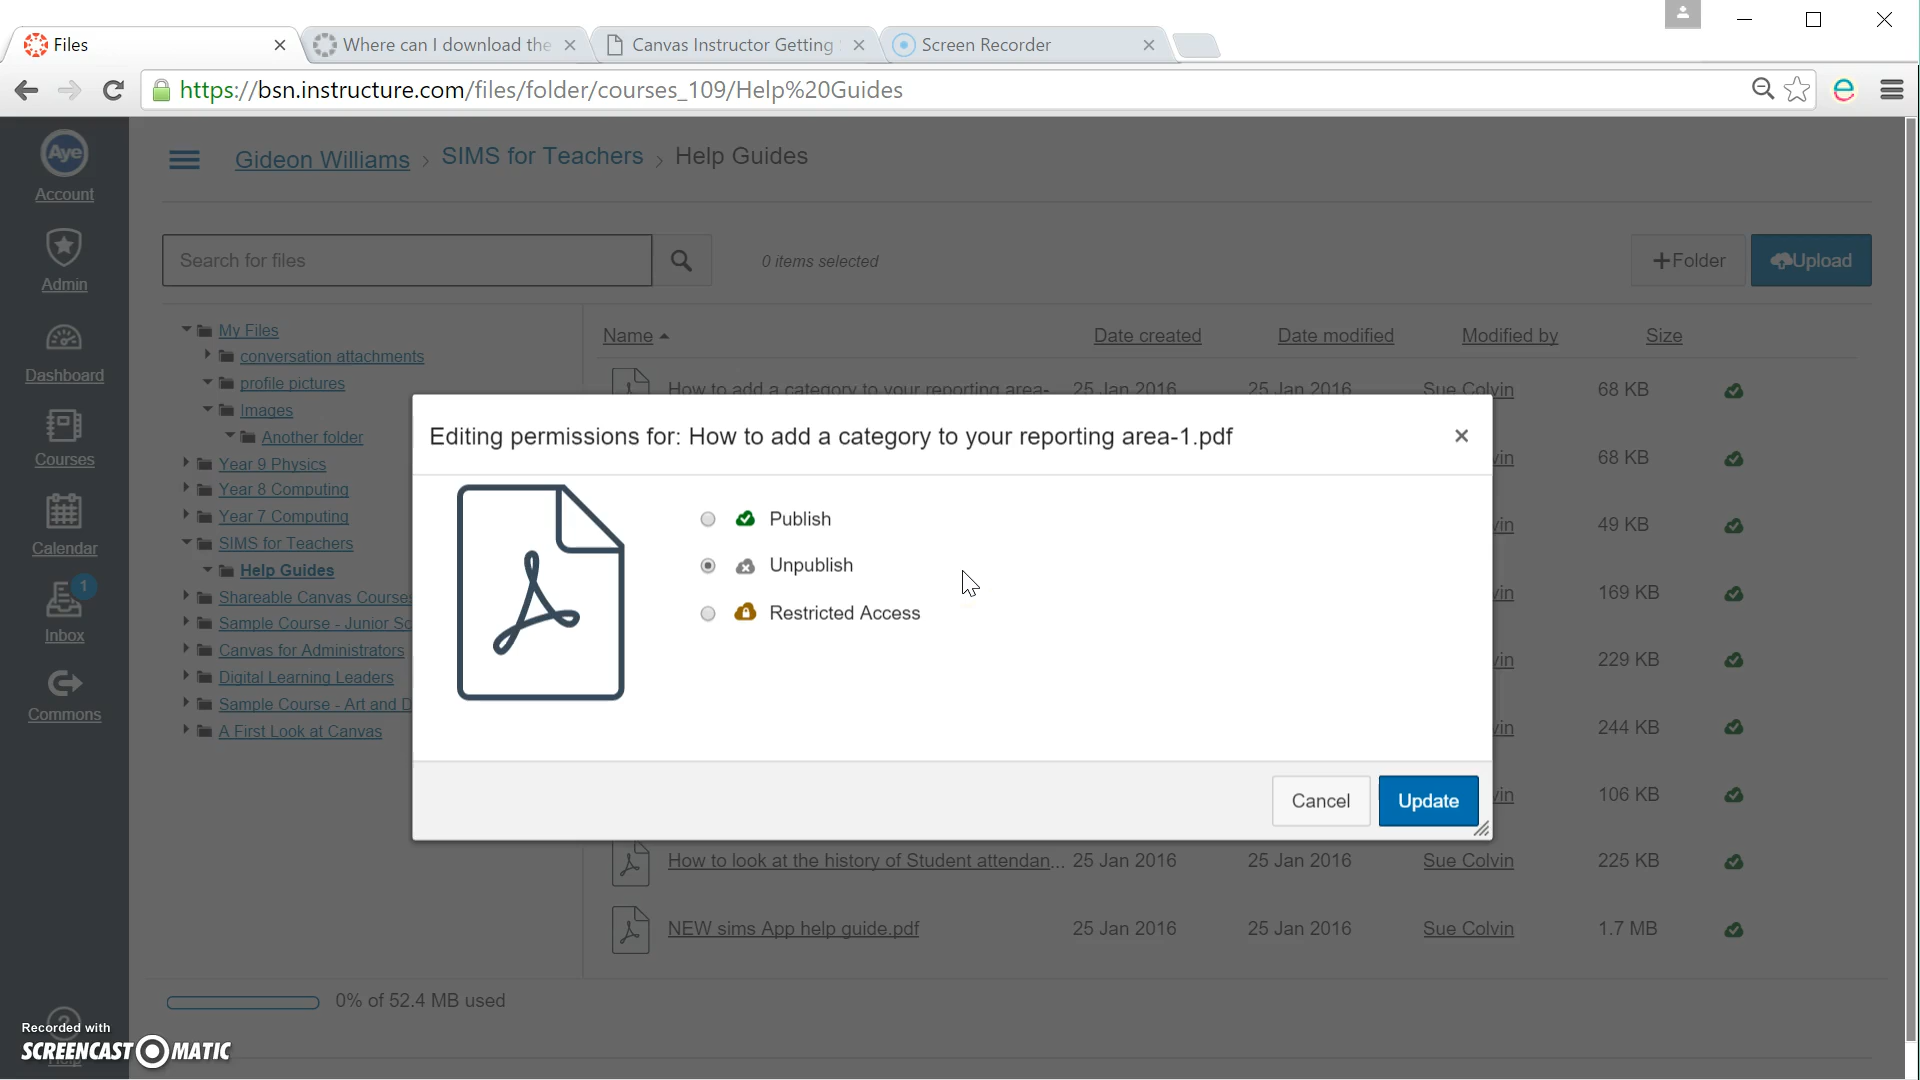 Files
Where can I download the
Canvas Instructor Getting
Screen Recorder
https://bsn.instructure.com/files/folder/courses_109/Help%20Guides
Aye
Account
Admin
Dashboard
Courses
Calendar
1
Inbox
Commons
Help
Gideon Williams › SIMS for Teachers › Help Guides
Search for files
0 items selected
+Folder
Upload
My Files
conversation attachments
profile pictures
Images
Another folder
Year 9 Physics
Year 8 Computing
Year 7 Computing
SIMS for Teachers
Help Guides
Shareable Canvas Courses
Sample Course - Junior Sc
Canvas for Administrators
Digital Learning Leaders
Sample Course - Art and D
A First Look at Canvas
Name Date created Date modified Modified by Size
How to add a category to your reporting area- 25 Jan 2016 25 Jan 2016 Sue Colvin 68 KB
vin 68 KB
vin 49 KB
vin 169 KB
vin 229 KB
vin 244 KB
vin 106 KB
How to look at the history of Student attendan... 25 Jan 2016 25 Jan 2016 Sue Colvin 225 KB
NEW sims App help guide.pdf 25 Jan 2016 25 Jan 2016 Sue Colvin 1.7 MB
Editing permissions for: How to add a category to your reporting area-1.pdf
Publish
Unpublish
Restricted Access
Cancel
Update
0% of 52.4 MB used
Recorded with
SCREENCAST MATIC